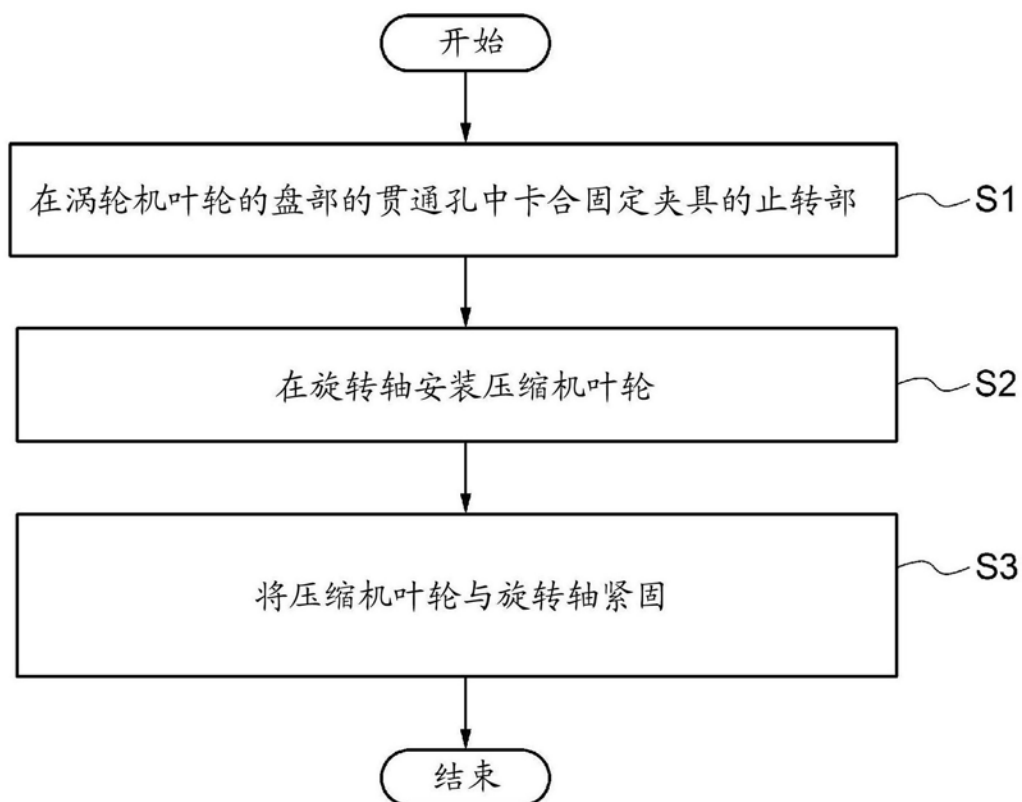 开始
在涡轮机叶轮的盘部的贯通孔中卡合固定夹具的止转部
S1
在旋转轴安装压缩机叶轮
S2
将压缩机叶轮与旋转轴紧固
S3
结束